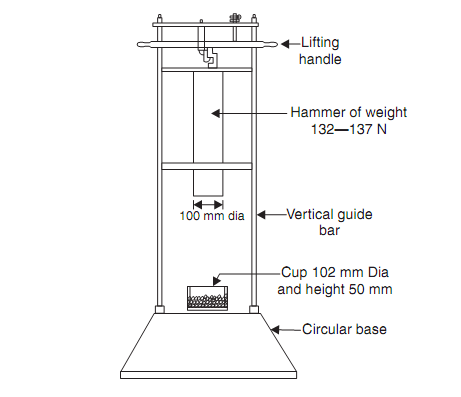 Lifting
handle
Hammer of weight
132—137 N
100 mm dia
Vertical guide
bar
Cup 102 mm Dia
and height 50 mm
Circular base